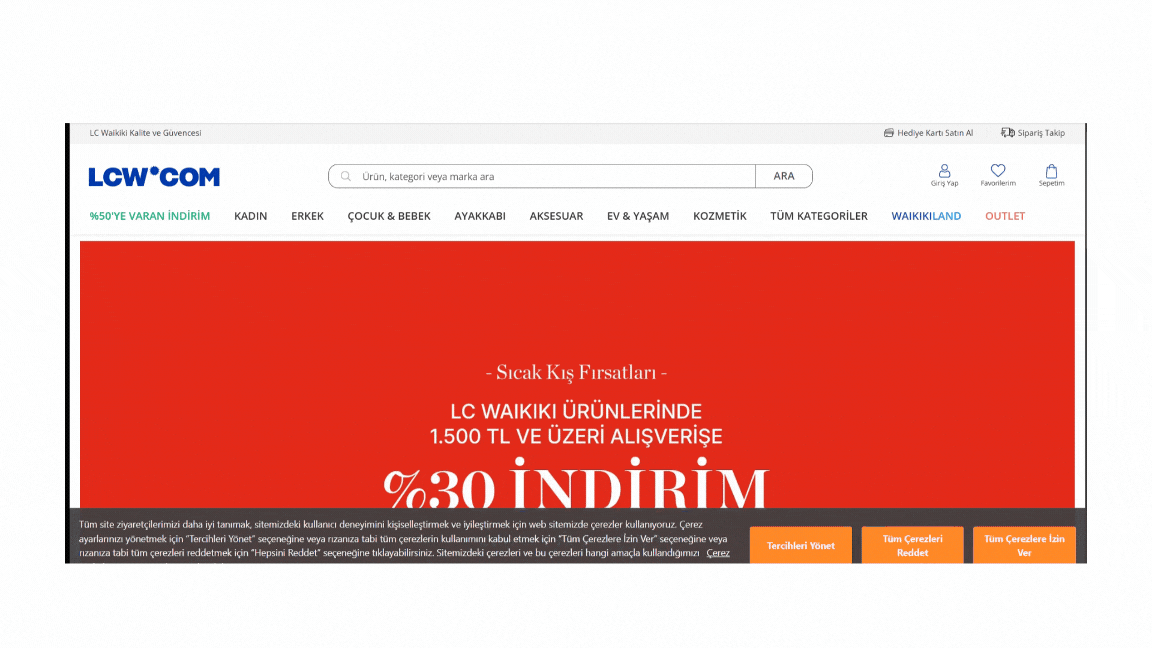 LC Waikiki Kalite ve Güvencesi
Hediye Kartı Satın Al
Sipariş Takip
LCW.COM
Ürün, kategori veya marka ara
ARA
Giriş Yap
Favorilerim
Sepetim
%50'YE VARAN İNDİRİM KADIN ERKEK ÇOCUK & BEBEK AYAKKABI AKSESUAR EV & YAŞAM KOZMETİK TÜM KATEGORİLER WAIKIKILAND OUTLET
- Sıcak Kış Fırsatları -
LC WAIKIKI ÜRÜNLERİNDE
1.500 TL VE ÜZERİ ALIŞVERİŞE
%30 İNDİRİM
Tüm site ziyaretçilerimizi daha iyi tanımak, sitemizdeki kullanıcı deneyimini kişiselleştirmek ve iyileştirmek için web sitemizde çerezler kullanıyoruz. Çerez
ayarlarınızı yönetmek için "Tercihleri Yönet" seçeneğine veya rızanıza tabi tüm çerezlerin kullanımını kabul etmek için "Tüm Çerezlere İzin Ver" seçeneğine veya
rızanıza tabi tüm çerezleri reddetmek için "Hepsini Reddet" seçeneğine tıklayabilirsiniz. Sitemizdeki çerezleri ve bu çerezleri hangi amaçla kullandığımızı Çerez
Tercihleri Yönet
Tüm Çerezleri
Reddet
Tüm Çerezlere İzin
Ver